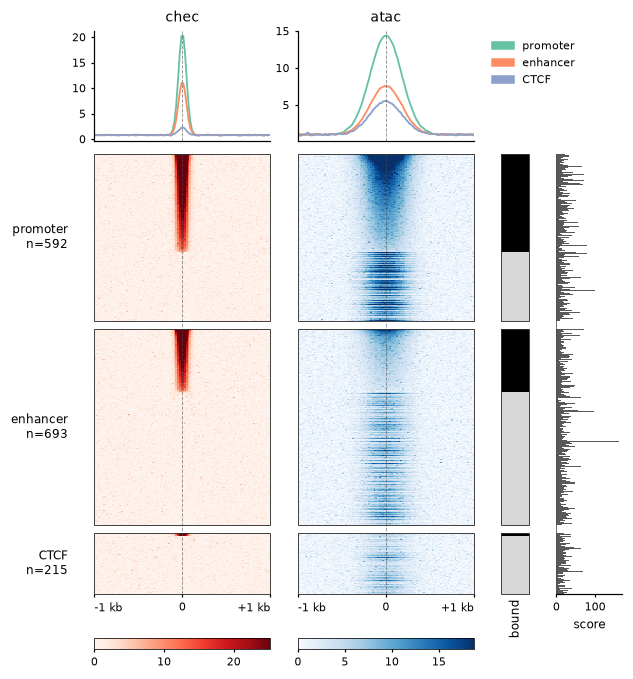 chec
atac
20
15
10
5
0
15
10
5
promoter
enhancer
CTCF
promoter
n=592
enhancer
n=693
CTCF
n=215
-1 kb
0
+1 kb
-1 kb
0
+1 kb
bound
0
100
score
0
10
20
0
5
10
15